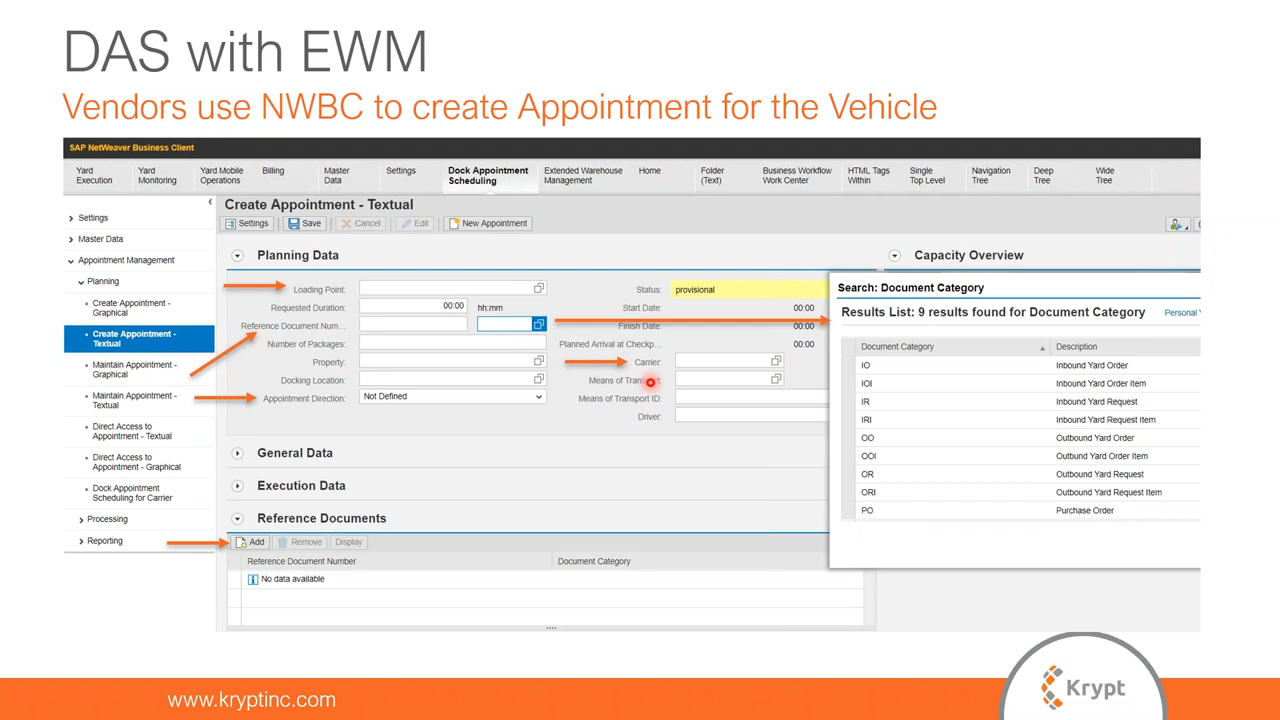 DAS with EWM
Vendors use NWBC to create Appointment for the Vehicle
SAP NetWeaver Business Client
Yard Execution
Yard Monitoring
Yard Mobile Operations
Billing
Master Data
Settings
Dock Appointment Scheduling
Extended Warehouse Management
Home
Folder (Text)
Business Workflow Work Center
HTML Tags Within
Single Top Level
Navigation Tree
Deep Tree
Wide Tree
Settings
Master Data
Appointment Management
Planning
Create Appointment - Graphical
Create Appointment - Textual
Maintain Appointment - Graphical
Maintain Appointment - Textual
Direct Access to Appointment - Textual
Direct Access to Appointment - Graphical
Dock Appointment Scheduling for Carrier
Processing
Reporting
Create Appointment - Textual
Settings Save Cancel Edit New Appointment
Planning Data
Loading Point:
Requested Duration: 00:00 hh:mm
Reference Document Num...
Number of Packages:
Property:
Docking Location:
Appointment Direction: Not Defined
Status: provisional
Start Date: 00:00
Finish Date: 00:00
Planned Arrival at Checkp... 00:00
Carrier:
Means of Transport:
Means of Transport ID:
Driver:
General Data
Execution Data
Reference Documents
Add Remove Display
Reference Document Number Document Category
No data available
Capacity Overview
Search: Document Category
Results List: 9 results found for Document Category Personal
Document Category Description
IO Inbound Yard Order
IOI Inbound Yard Order Item
IR Inbound Yard Request
IRI Inbound Yard Request Item
OO Outbound Yard Order
OOI Outbund Yard Order Item
OR Outbound Yard Request
ORI Outbound Yard Request Item
PO Purchase Order
www.kryptinc.com
Krypt